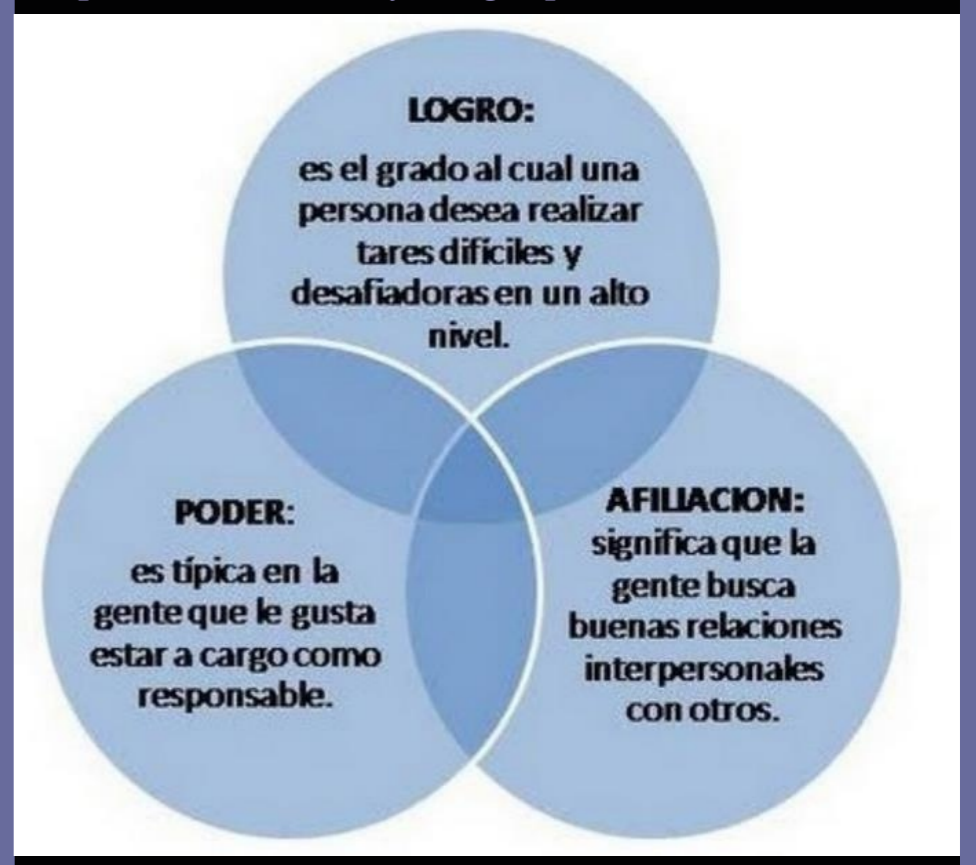 LOGRO:
es el grado al cual una
persona desea realizar
tares difíciles y
desafiadoras en un alto
nivel.
PODER:
es típica en la
gente que le gusta
estar a cargo como
responsable.
AFILIACION:
significa que la
gente busca
buenas relaciones
interpersonales
con otros.